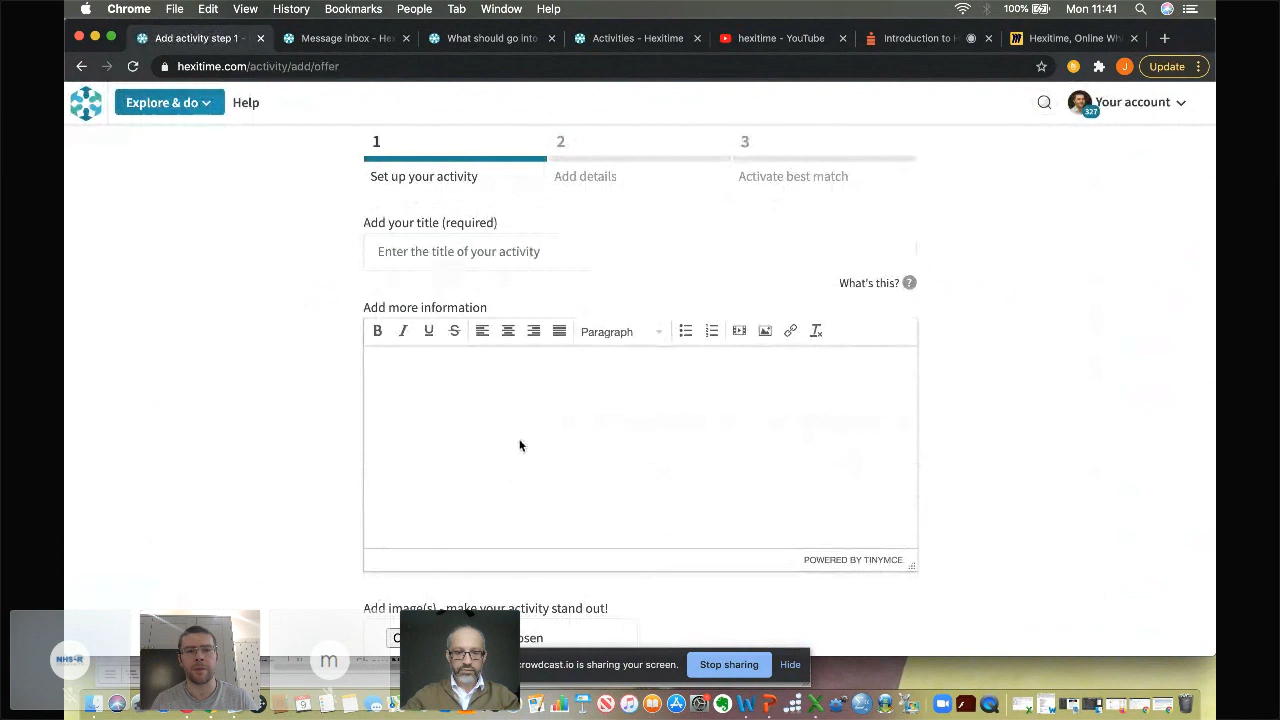 Chrome File Edit View History Bookmarks People Tab Window Help 100% Mon 11:41
Add activity step 1 - Message inbox - Hex What should go into Activities - Hexitime hexitime - YouTube Introduction to H Hexitime, Online Wh
hexitime.com/activity/add/offer Update
J
Explore & do Help Your account
327
1 2 3
Set up your activity Add details Activate best match
Add your title (required)
Enter the title of your activity
What's this? ?
Add more information
B I U S Paragraph
POWERED BY TINYMCE
Add image(s) - make your activity stand out!
osen
crowdcast.io is sharing your screen. Stop sharing Hide
NHS-R
m